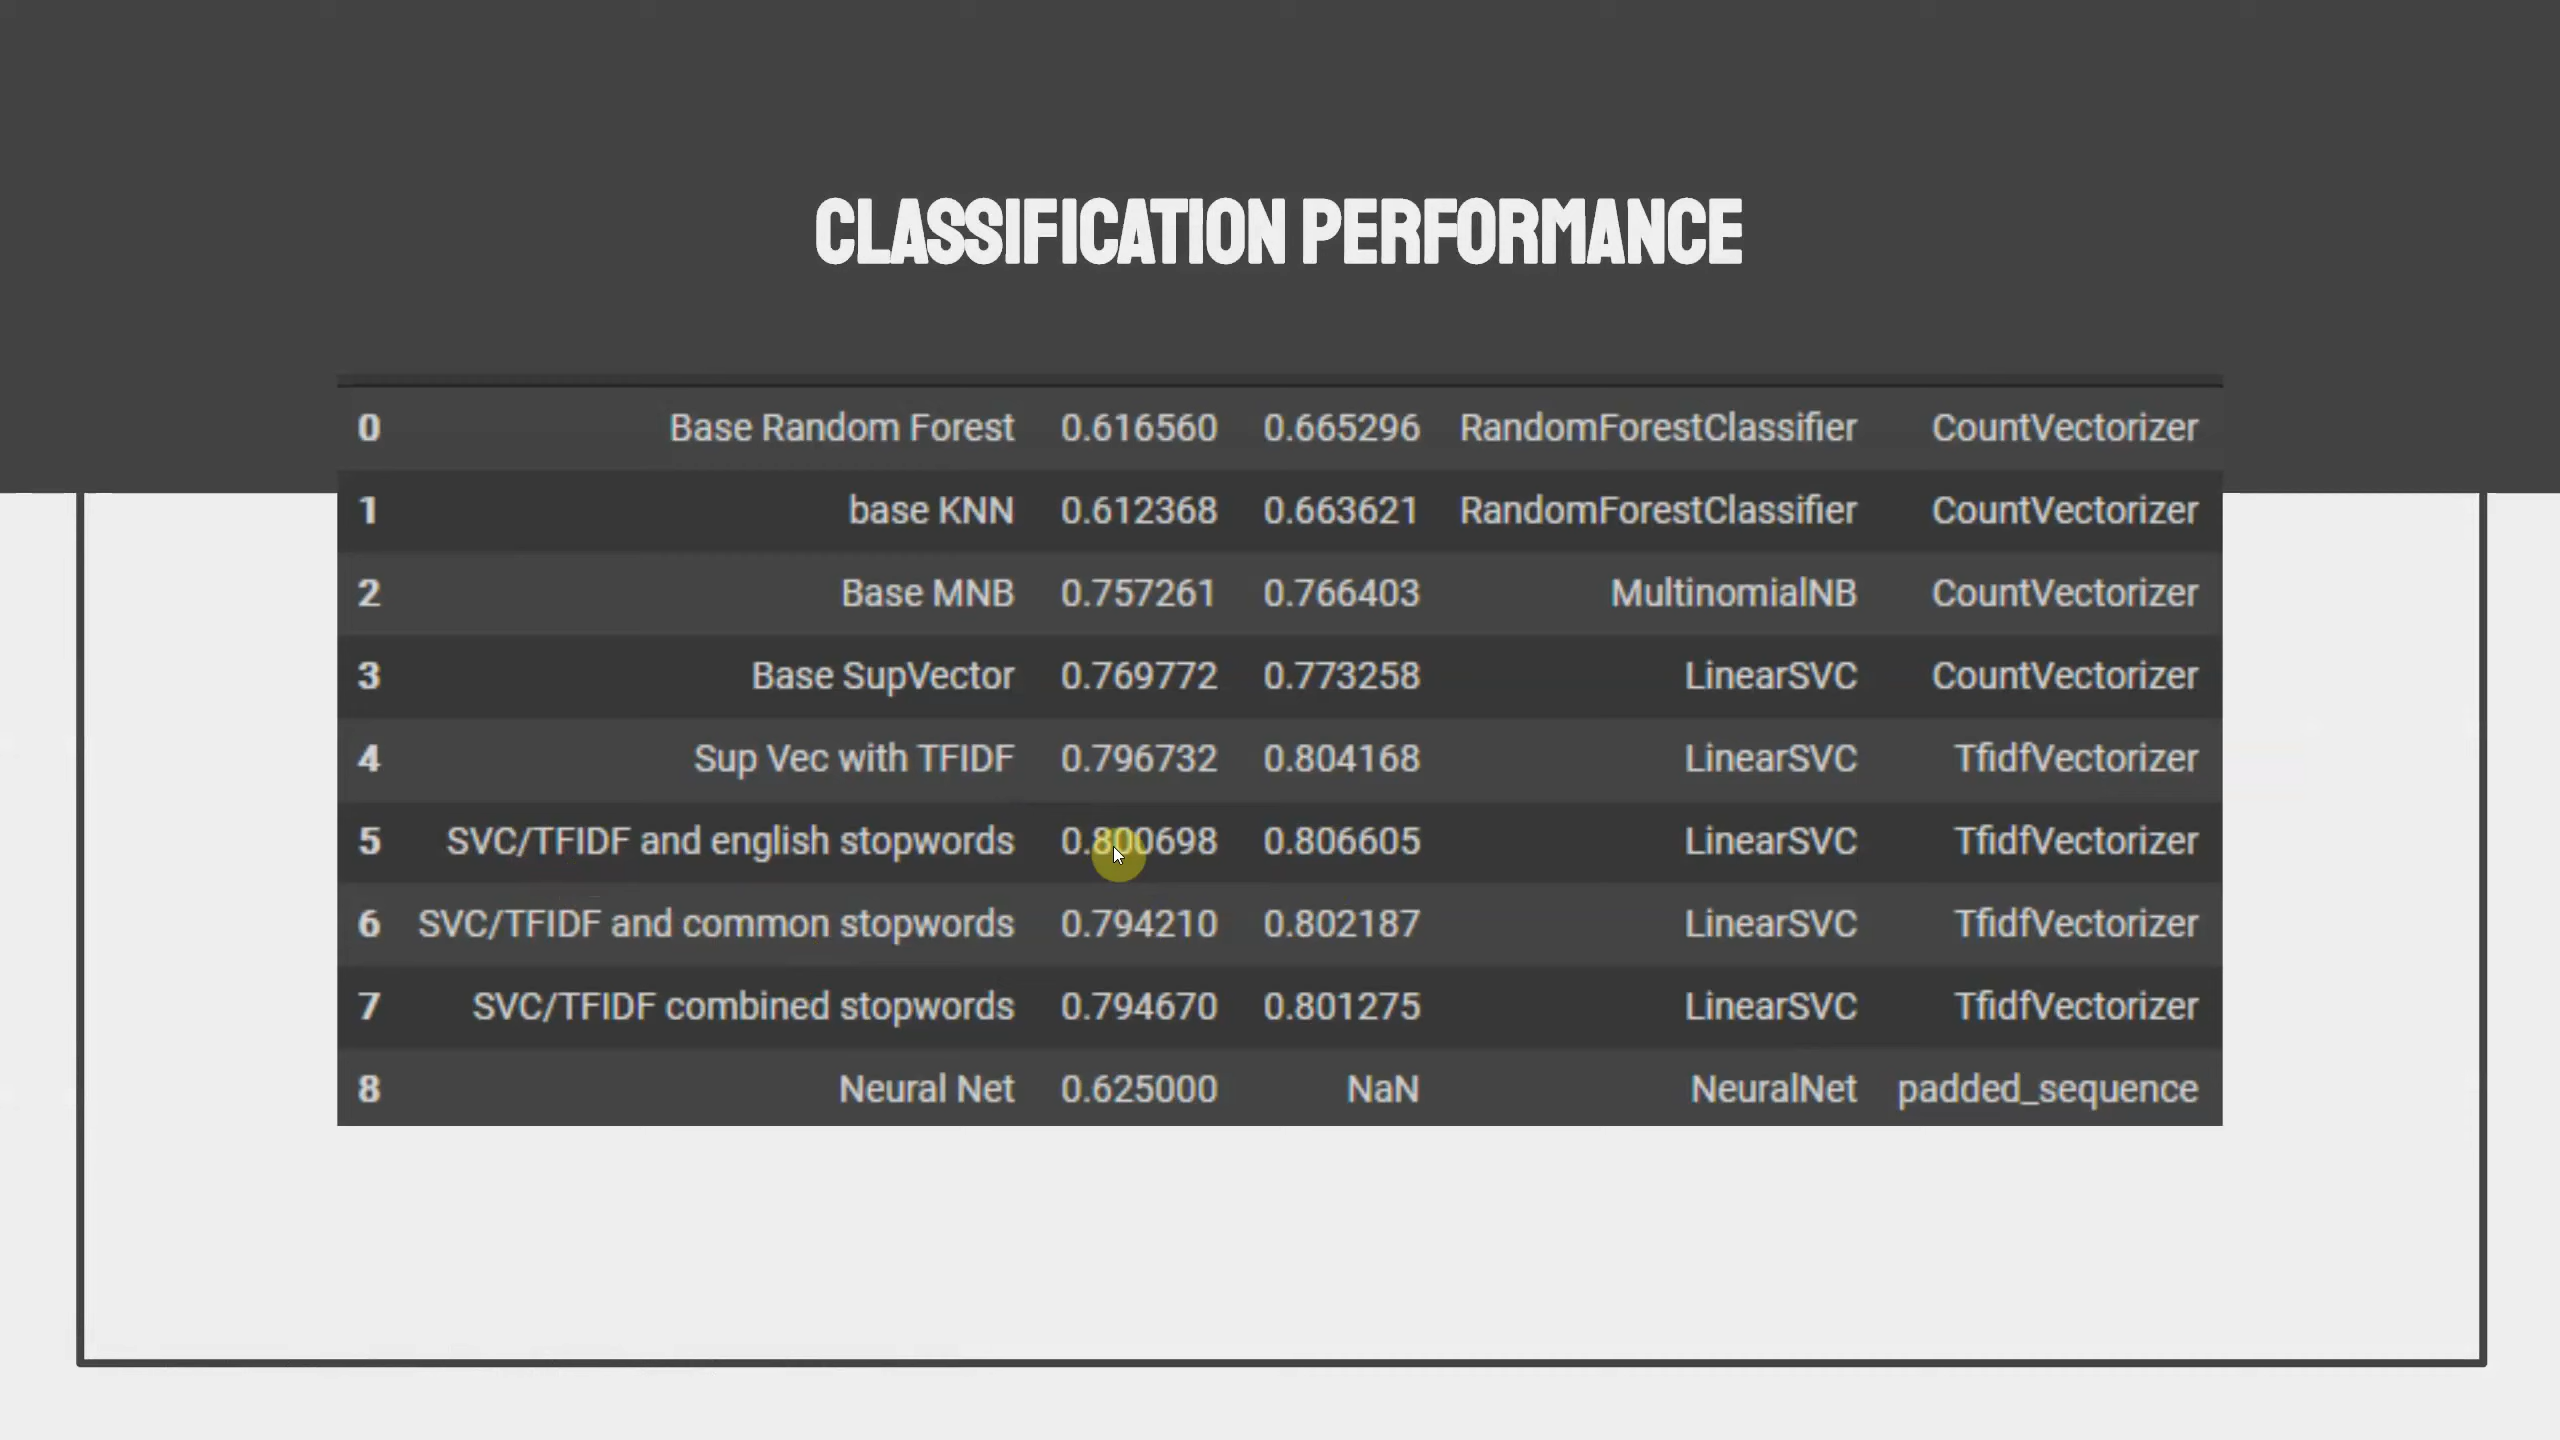 CLASSIFICATION PERFORMANCE
0 Base Random Forest 0.616560 0.665296 RandomForestClassifier CountVectorizer
1 base KNN 0.612368 0.663621 RandomForestClassifier CountVectorizer
2 Base MNB 0.757261 0.766403 MultinomialNB CountVectorizer
3 Base SupVector 0.769772 0.773258 LinearSVC CountVectorizer
4 Sup Vec with TFIDF 0.796732 0.804168 LinearSVC TfidfVectorizer
5 SVC/TFIDF and english stopwords 0.800698 0.806605 LinearSVC TfidfVectorizer
6 SVC/TFIDF and common stopwords 0.794210 0.802187 LinearSVC TfidfVectorizer
7 SVC/TFIDF combined stopwords 0.794670 0.801275 LinearSVC TfidfVectorizer
8 Neural Net 0.625000 NaN NeuralNet padded_sequence